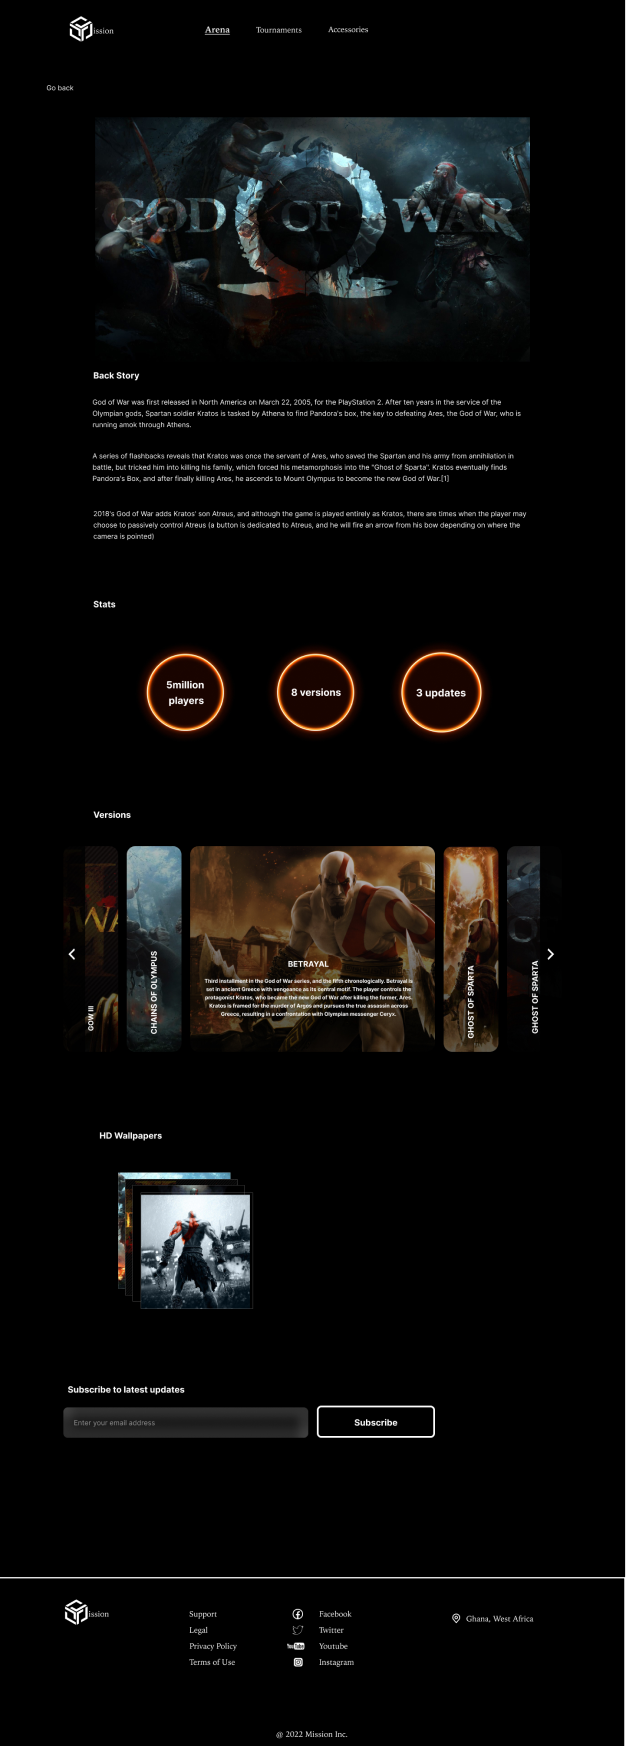 ission
Arena
Tournaments
Accessories
Go back
GOD OF WAR
Back Story
God of War was first released in North America on March 22, 2005, for the PlayStation 2. After ten years in the service of the
Olympian gods, Spartan soldier Kratos is tasked by Athena to find Pandora's box, the key to defeating Ares, the God of War, who is
running amok through Athens.
A series of flashbacks reveals that Kratos was once the servant of Ares, who saved the Spartan and his army from annihilation in
battle, but tricked him into killing his family, which forced his metamorphosis into the "Ghost of Sparta". Kratos eventually finds
Pandora's Box, and after finally killing Ares, he ascends to Mount Olympus to become the new God of War.[1]
2018's God of War adds Kratos' son Atreus, and although the game is played entirely as Kratos, there are times when the player may
choose to passively control Atreus (a button is dedicated to Atreus, and he will fire an arrow from his bow depending on where the
camera is pointed)
Stats
5million
players
8 versions
3 updates
Versions
WA
GOW III
CHAINS OF OLYMPUS
BETRAYAL
Third installment in the God of War series, and the fifth chronologically. Betrayal is
set in ancient Greece with vengeance as its central motif. The player controls the
protagonist Kratos, who became the new God of War after killing the former, Ares.
Kratos is framed for the murder of Argos and pursues the true assassin across
Greece, resulting in a confrontation with Olympian messenger Ceryx.
GHOST OF SPARTA
GHOST OF SPARTA
HD Wallpapers
Subscribe to latest updates
Enter your email address
Subscribe
ission
Support
Legal
Privacy Policy
Terms of Use
Facebook
Twitter
You Tube
Youtube
Instagram
Ghana, West Africa
@ 2022 Mission Inc.